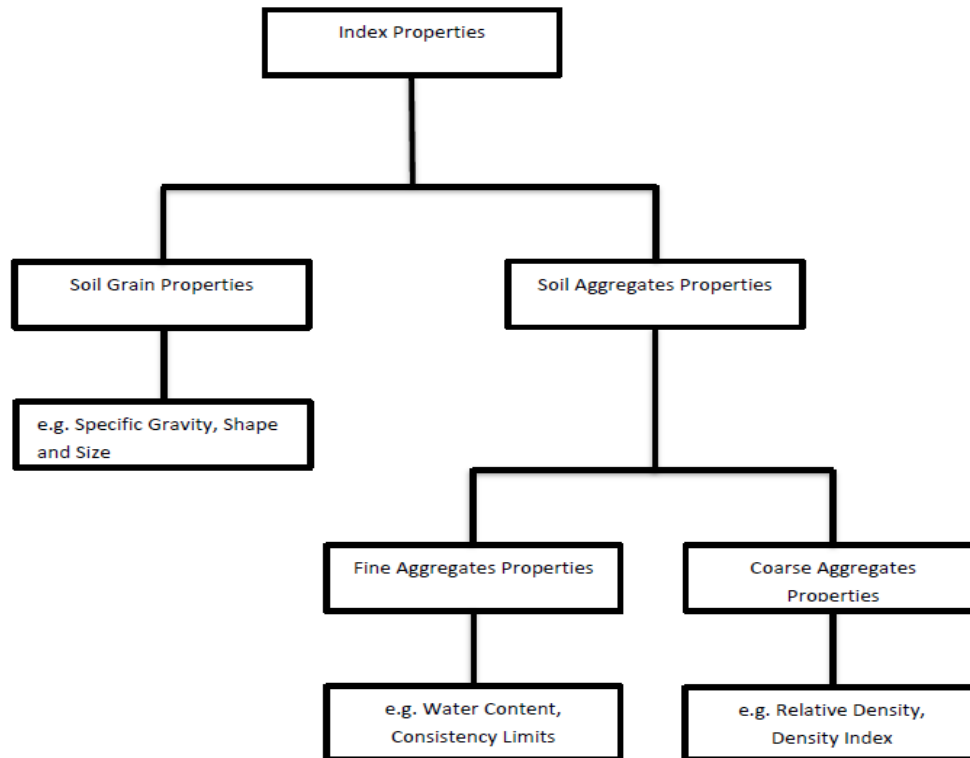 Index Properties
Soil Grain Properties
Soil Aggregates Properties
e.g. Specific Gravity, Shape
and Size
Fine Aggregates Properties
Coarse Aggregates
Properties
e.g. Water Content,
Consistency Limits
e.g. Relative Density,
Density Index